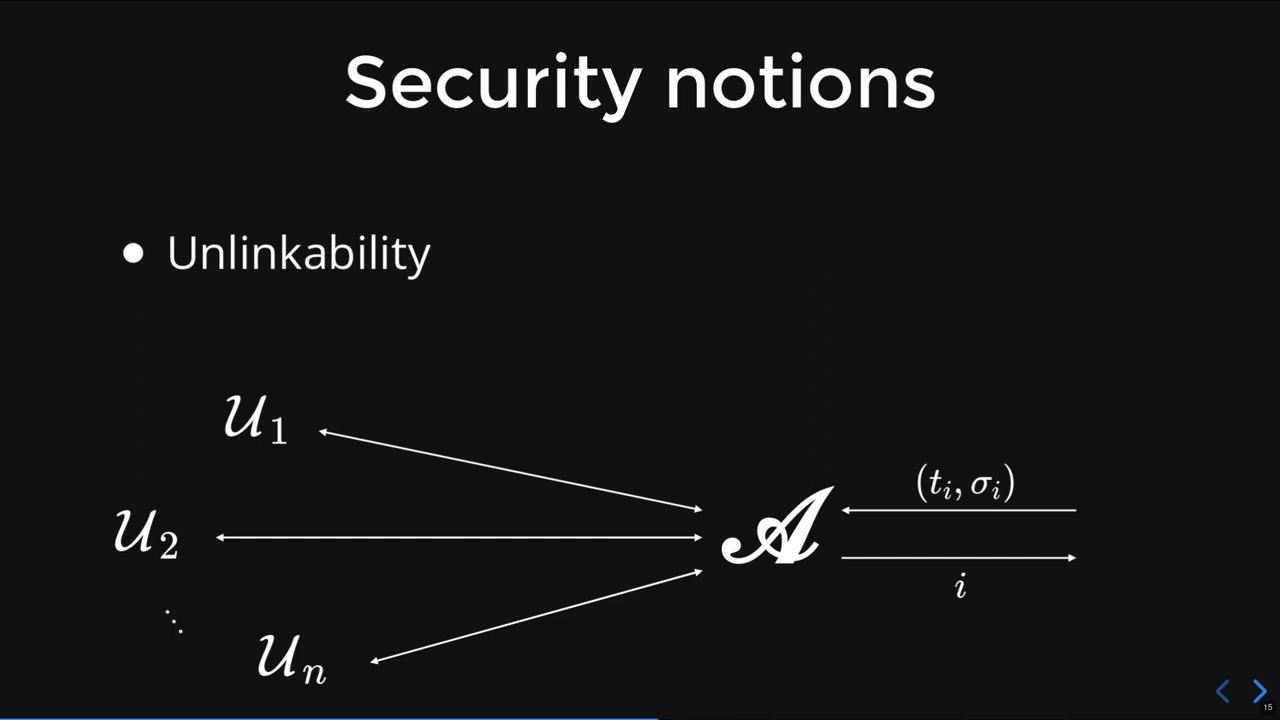 Security notions
• Unlinkability
𝒰₁
(tᵢ, σᵢ)
𝒰₂
𝒜
i
⋱
𝒰ₙ
15